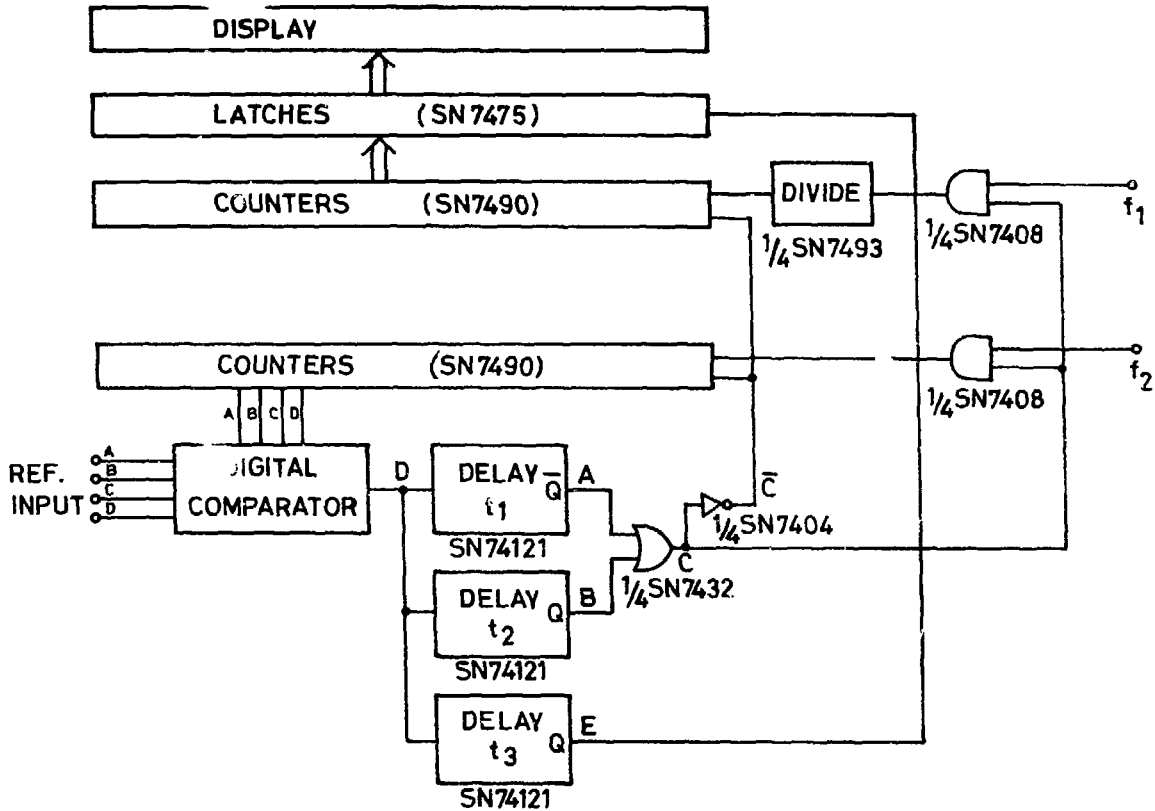 DISPLAY
LATCHES (SN7475)
COUNTERS (SN7490)
DIVIDE
1/4 SN7493
1/4 SN7408
f1
COUNTERS (SN7490)
1/4 SN7408
f2
A B C D
REF. INPUT
A
B
C
D
DIGITAL COMPARATOR
D
DELAY t1
Q̅
A
SN74121
C̅
1/4 SN7404
C
1/4 SN7432
DELAY t2
Q
B
SN74121
DELAY t3
Q
E
SN74121